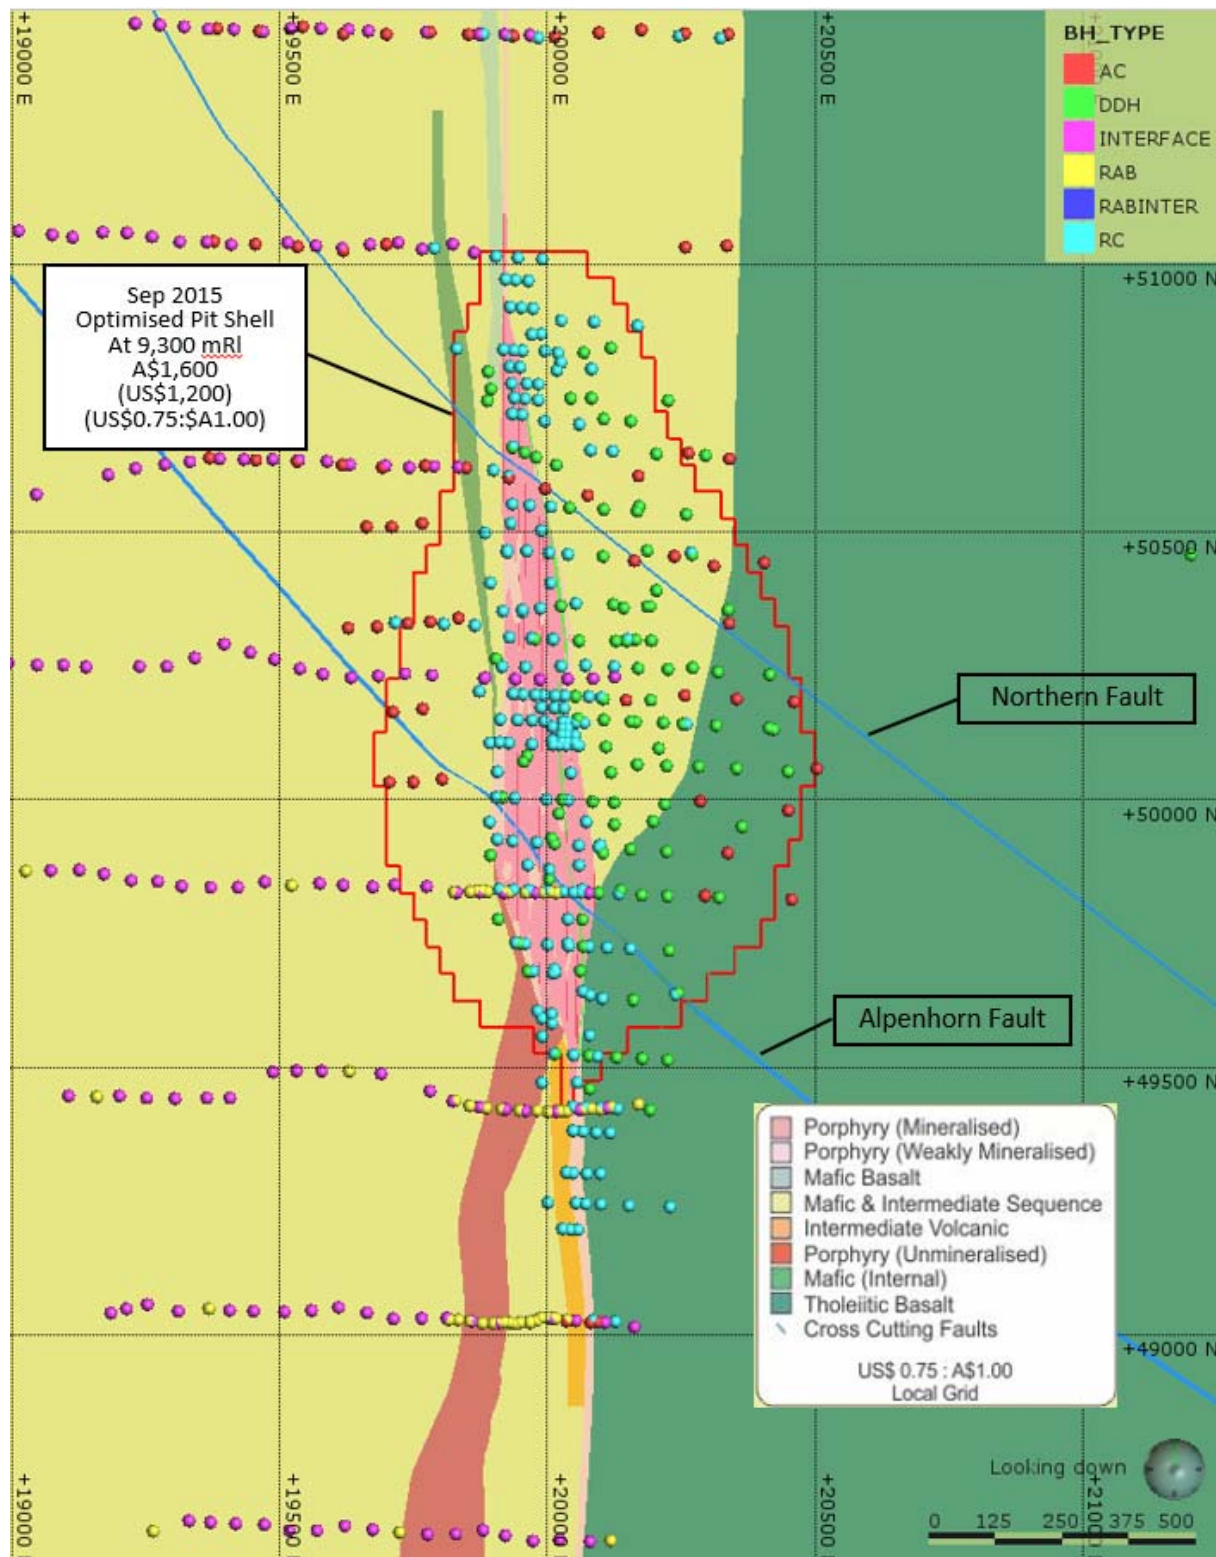 +19000 E
+19500 E
+20000 E
+20500 E
BH_TYPE
AC
DDH
INTERFACE
RAB
RABINTER
RC
+51000 N
Sep 2015
Optimised Pit Shell
At 9,300 mRl
A$1,600
(US$1,200)
(US$0.75:$A1.00)
+50500 N
Northern Fault
+50000 N
Alpenhorn Fault
+49500 N
Porphyry (Mineralised)
Porphyry (Weakly Mineralised)
Mafic Basalt
Mafic & Intermediate Sequence
Intermediate Volcanic
Porphyry (Unmineralised)
Mafic (Internal)
Tholeiitic Basalt
Cross Cutting Faults
US$ 0.75 : A$1.00
Local Grid
+49000 N
Looking down
+19000 E
+19500 E
+20000 E
+20500 E
+21000 E
0 125 250 375 500